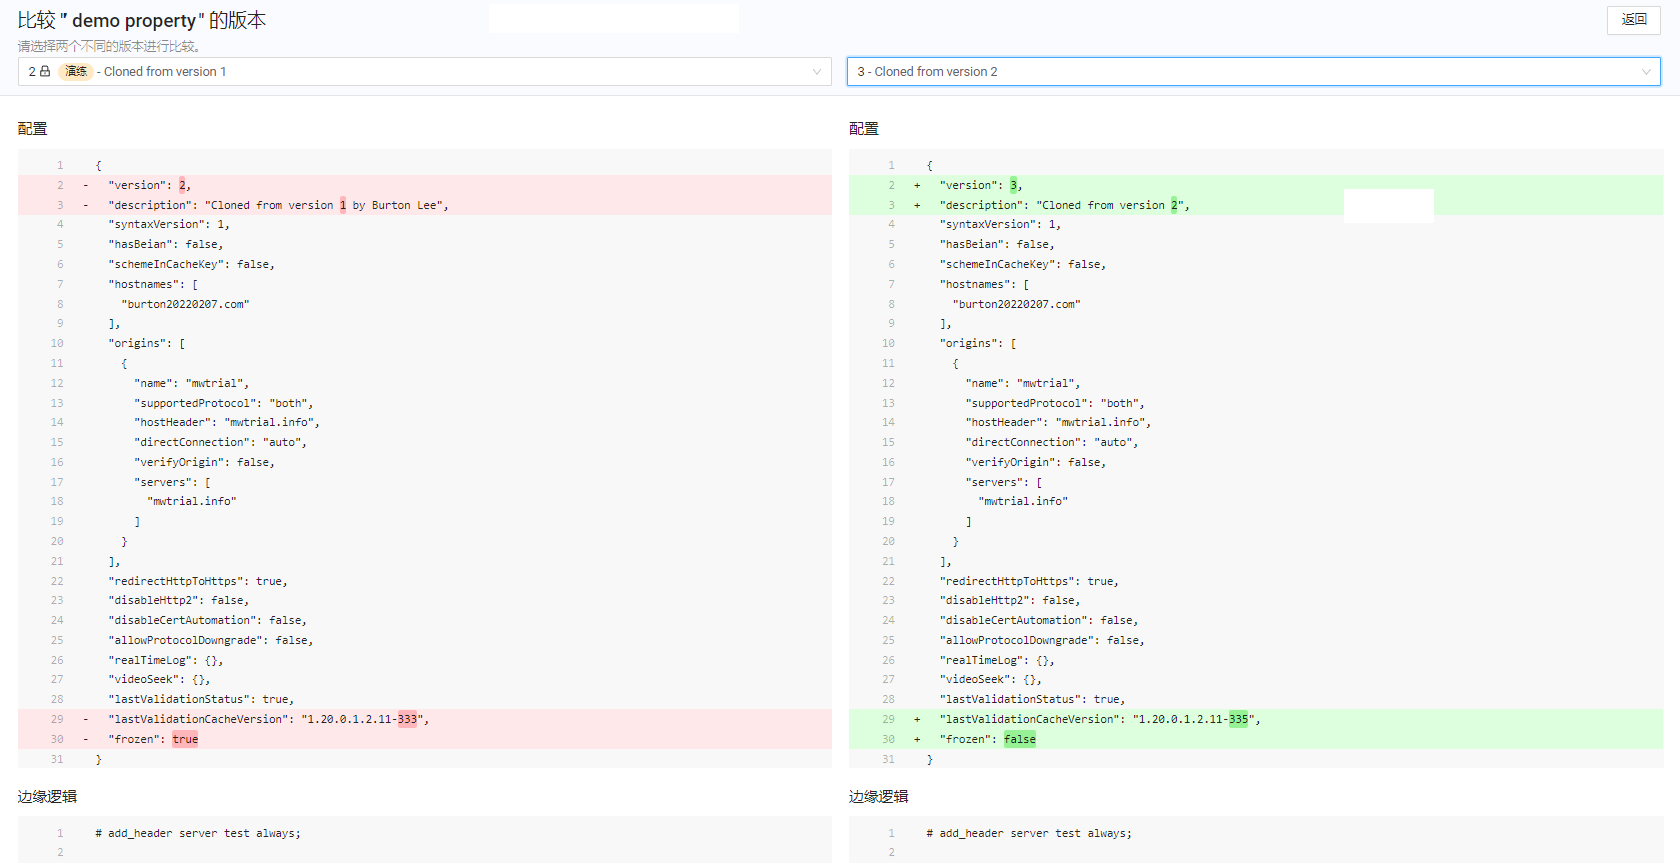 比较 " demo property" 的版本
返回
请选择两个不同的版本进行比较。
2 演练 - Cloned from version 1
3 - Cloned from version 2
配置
1 {
2 - "version": 2,
3 - "description": "Cloned from version 1 by Burton Lee",
4 "syntaxVersion": 1,
5 "hasBeian": false,
6 "schemeInCacheKey": false,
7 "hostnames": [
8 "burton20220207.com"
9 ],
10 "origins": [
11 {
12 "name": "mwtrial",
13 "supportedProtocol": "both",
14 "hostHeader": "mwtrial.info",
15 "directConnection": "auto",
16 "verifyOrigin": false,
17 "servers": [
18 "mwtrial.info"
19 ]
20 }
21 ],
22 "redirectHttpToHttps": true,
23 "disableHttp2": false,
24 "disableCertAutomation": false,
25 "allowProtocolDowngrade": false,
26 "realTimeLog": {},
27 "videoSeek": {},
28 "lastValidationStatus": true,
29 - "lastValidationCacheVersion": "1.20.0.1.2.11-333",
30 - "frozen": true
31 }
边缘逻辑
1 # add_header server test always;
2
配置
1 {
2 + "version": 3,
3 + "description": "Cloned from version 2",
4 "syntaxVersion": 1,
5 "hasBeian": false,
6 "schemeInCacheKey": false,
7 "hostnames": [
8 "burton20220207.com"
9 ],
10 "origins": [
11 {
12 "name": "mwtrial",
13 "supportedProtocol": "both",
14 "hostHeader": "mwtrial.info",
15 "directConnection": "auto",
16 "verifyOrigin": false,
17 "servers": [
18 "mwtrial.info"
19 ]
20 }
21 ],
22 "redirectHttpToHttps": true,
23 "disableHttp2": false,
24 "disableCertAutomation": false,
25 "allowProtocolDowngrade": false,
26 "realTimeLog": {},
27 "videoSeek": {},
28 "lastValidationStatus": true,
29 + "lastValidationCacheVersion": "1.20.0.1.2.11-335",
30 + "frozen": false
31 }
边缘逻辑
1 # add_header server test always;
2